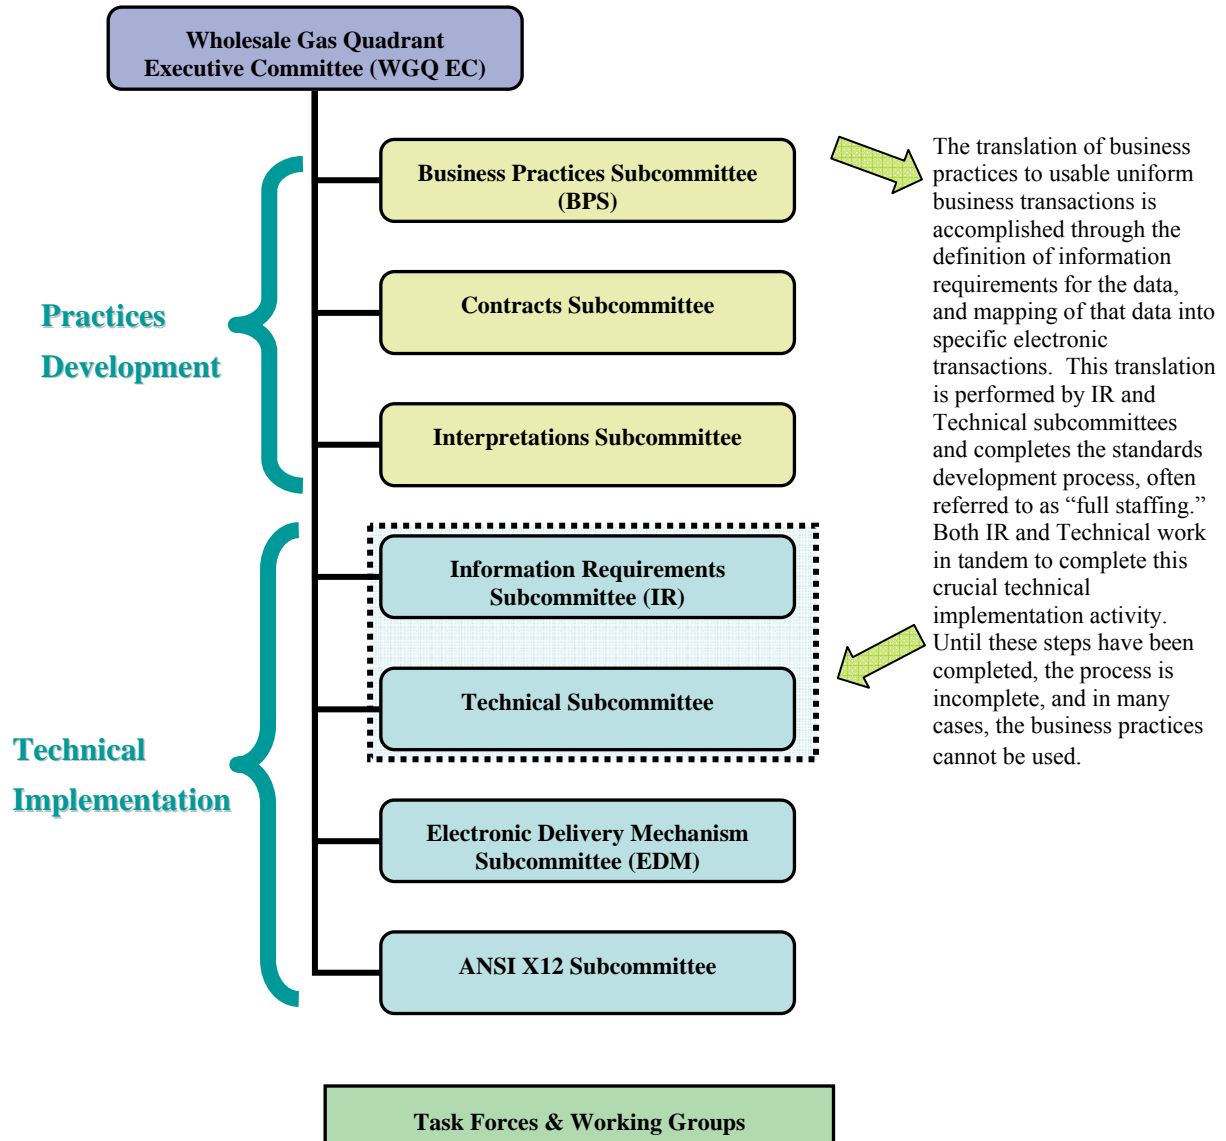 Wholesale Gas Quadrant
Executive Committee (WGQ EC)
Business Practices Subcommittee
(BPS)
Contracts Subcommittee
Interpretations Subcommittee
Practices
Development
Information Requirements
Subcommittee (IR)
Technical Subcommittee
Electronic Delivery Mechanism
Subcommittee (EDM)
ANSI X12 Subcommittee
Technical
Implementation
The translation of business
practices to usable uniform
business transactions is
accomplished through the
definition of information
requirements for the data,
and mapping of that data into
specific electronic
transactions.  This translation
is performed by IR and
Technical subcommittees
and completes the standards
development process, often
referred to as “full staffing.”
Both IR and Technical work
in tandem to complete this
crucial technical
implementation activity.
Until these steps have been
completed, the process is
incomplete, and in many
cases, the business practices
cannot be used.
Task Forces & Working Groups